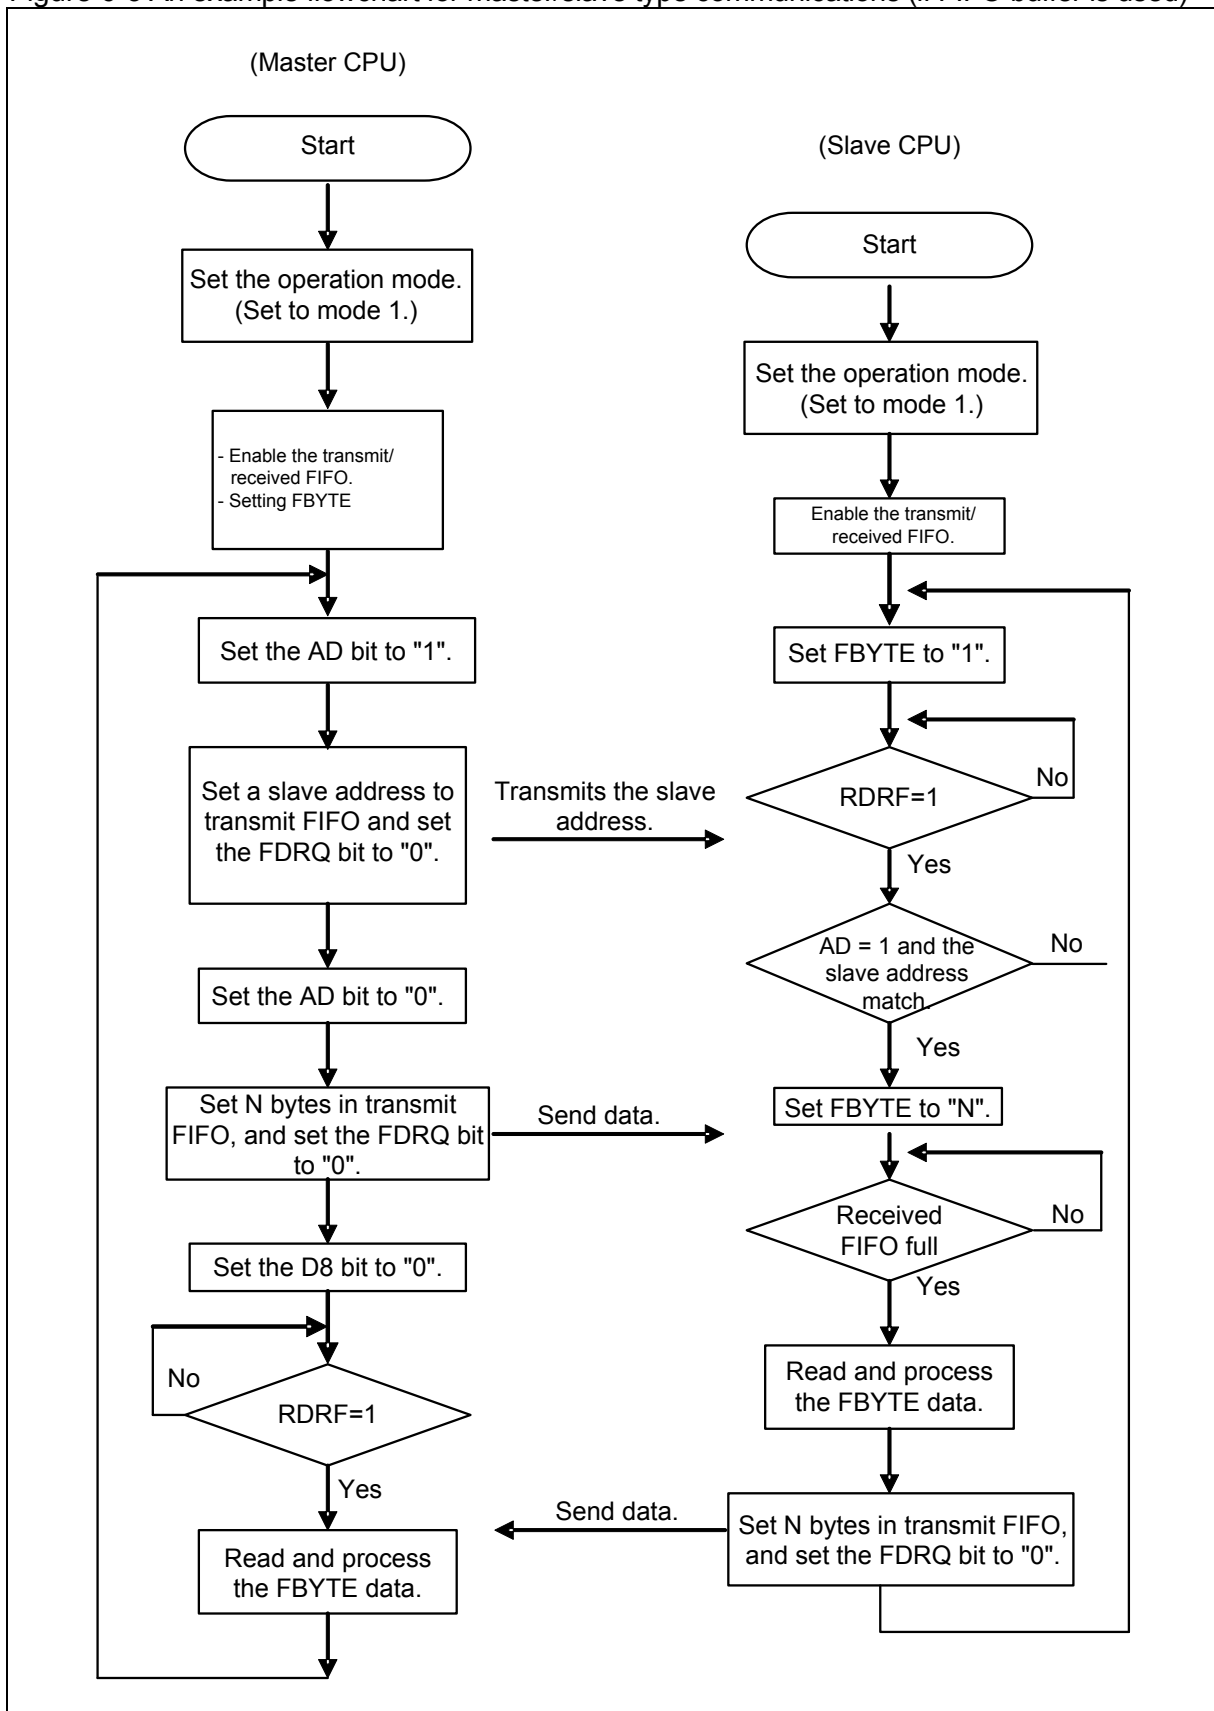 (Master CPU)
Start
Set the operation mode.
(Set to mode 1.)
- Enable the transmit/
received FIFO.
- Setting FBYTE
Set the AD bit to "1".
Set a slave address to
transmit FIFO and set
the FDRQ bit to "0".
Transmits the slave
address.
Set the AD bit to "0".
Set N bytes in transmit
FIFO, and set the FDRQ bit
to "0".
Send data.
Set the D8 bit to "0".
No
RDRF=1
Yes
Read and process
the FBYTE data.
(Slave CPU)
Start
Set the operation mode.
(Set to mode 1.)
Enable the transmit/
received FIFO.
Set FBYTE to "1".
RDRF=1
No
Yes
AD = 1 and the
slave address
match.
No
Yes
Set FBYTE to "N".
Received
FIFO full
No
Yes
Read and process
the FBYTE data.
Set N bytes in transmit FIFO,
and set the FDRQ bit to "0".
Send data.